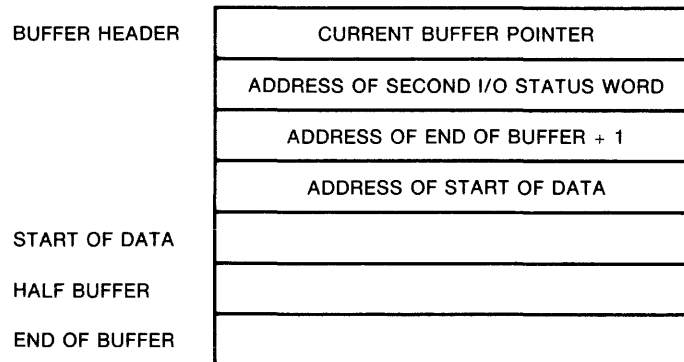 BUFFER HEADER CURRENT BUFFER POINTER
ADDRESS OF SECOND I/O STATUS WORD
ADDRESS OF END OF BUFFER + 1
ADDRESS OF START OF DATA
START OF DATA
HALF BUFFER
END OF BUFFER